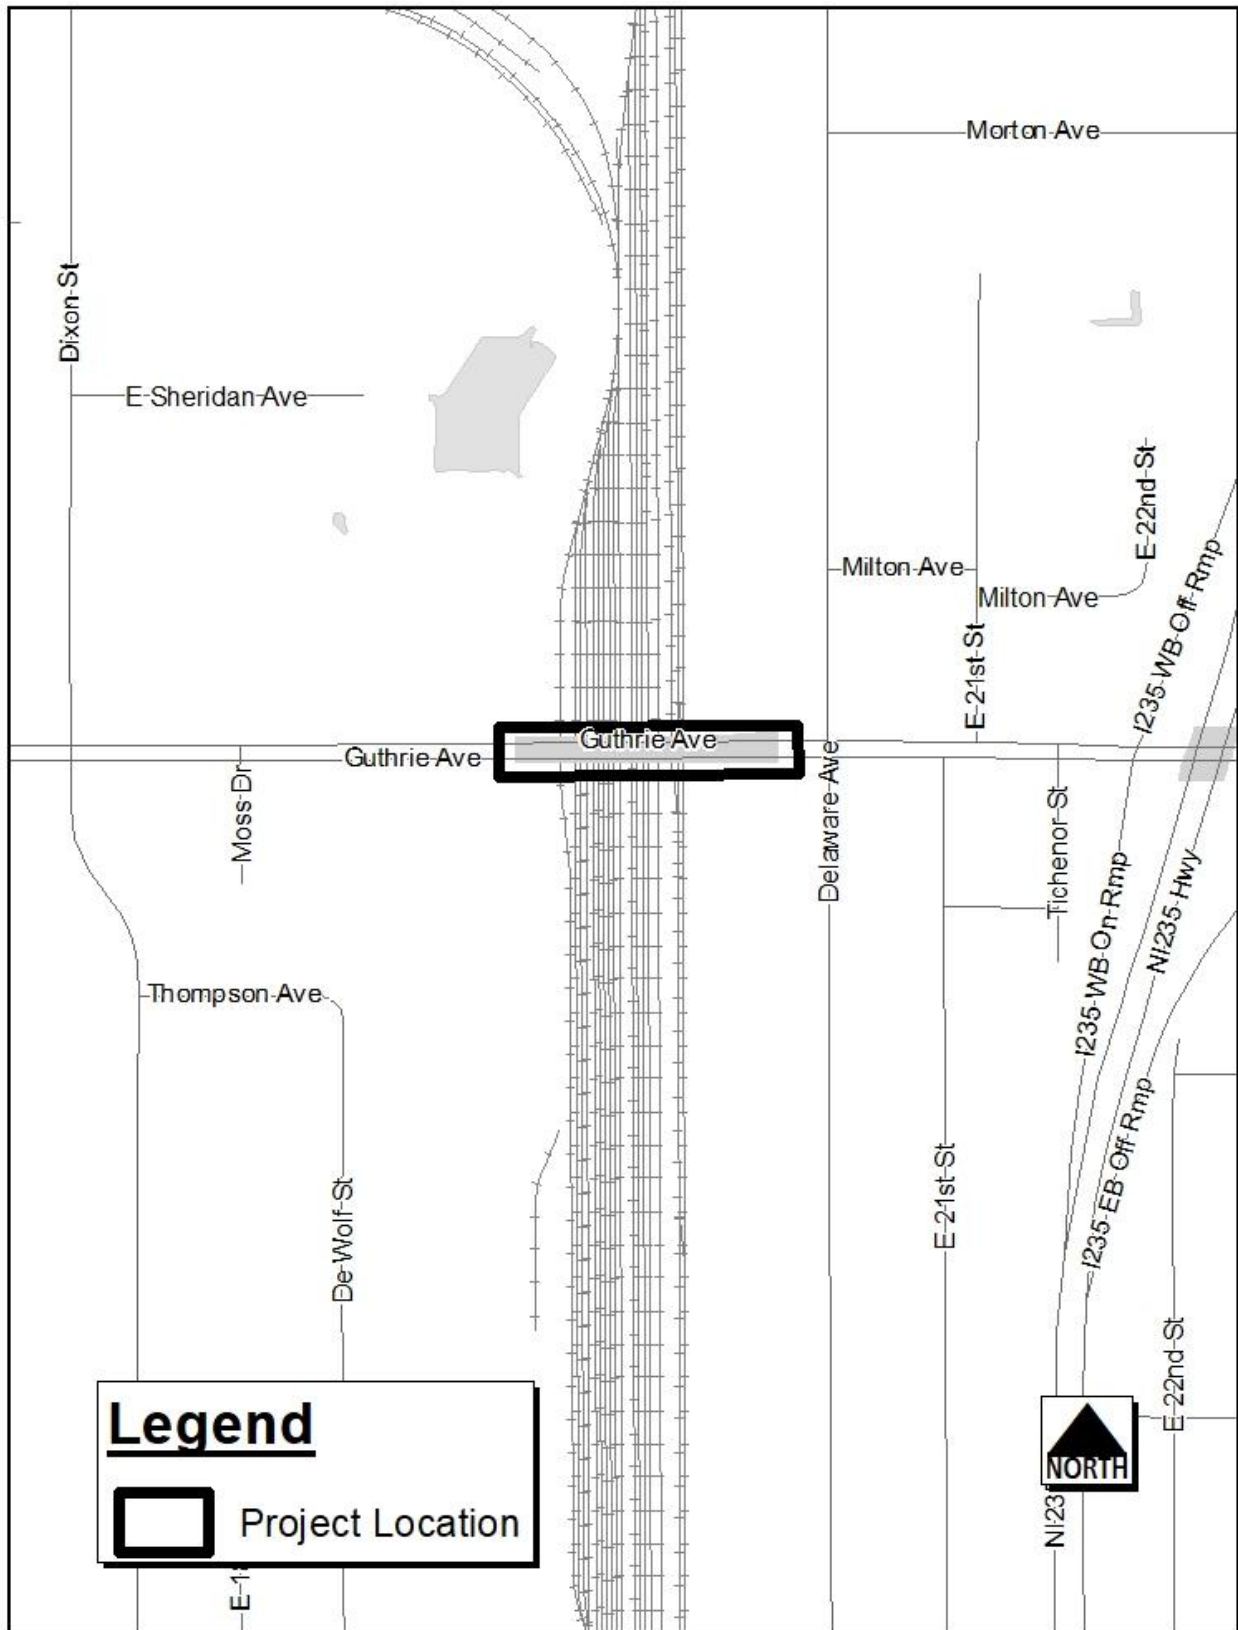 Morton Ave
Dixon St
E Sheridan Ave
E 22nd St
Milton Ave
Milton Ave
I235 WB Off Rmp
E 21st St
Guthrie Ave
Guthrie Ave
Moss Dr
Delaware Ave
Tichenor St
I235 WB On Rmp
NI235 Hwy
Thompson Ave
I235 EB Off Rmp
De Wolf St
E 21st St
E 22nd St
Legend
Project Location
NORTH
NI23